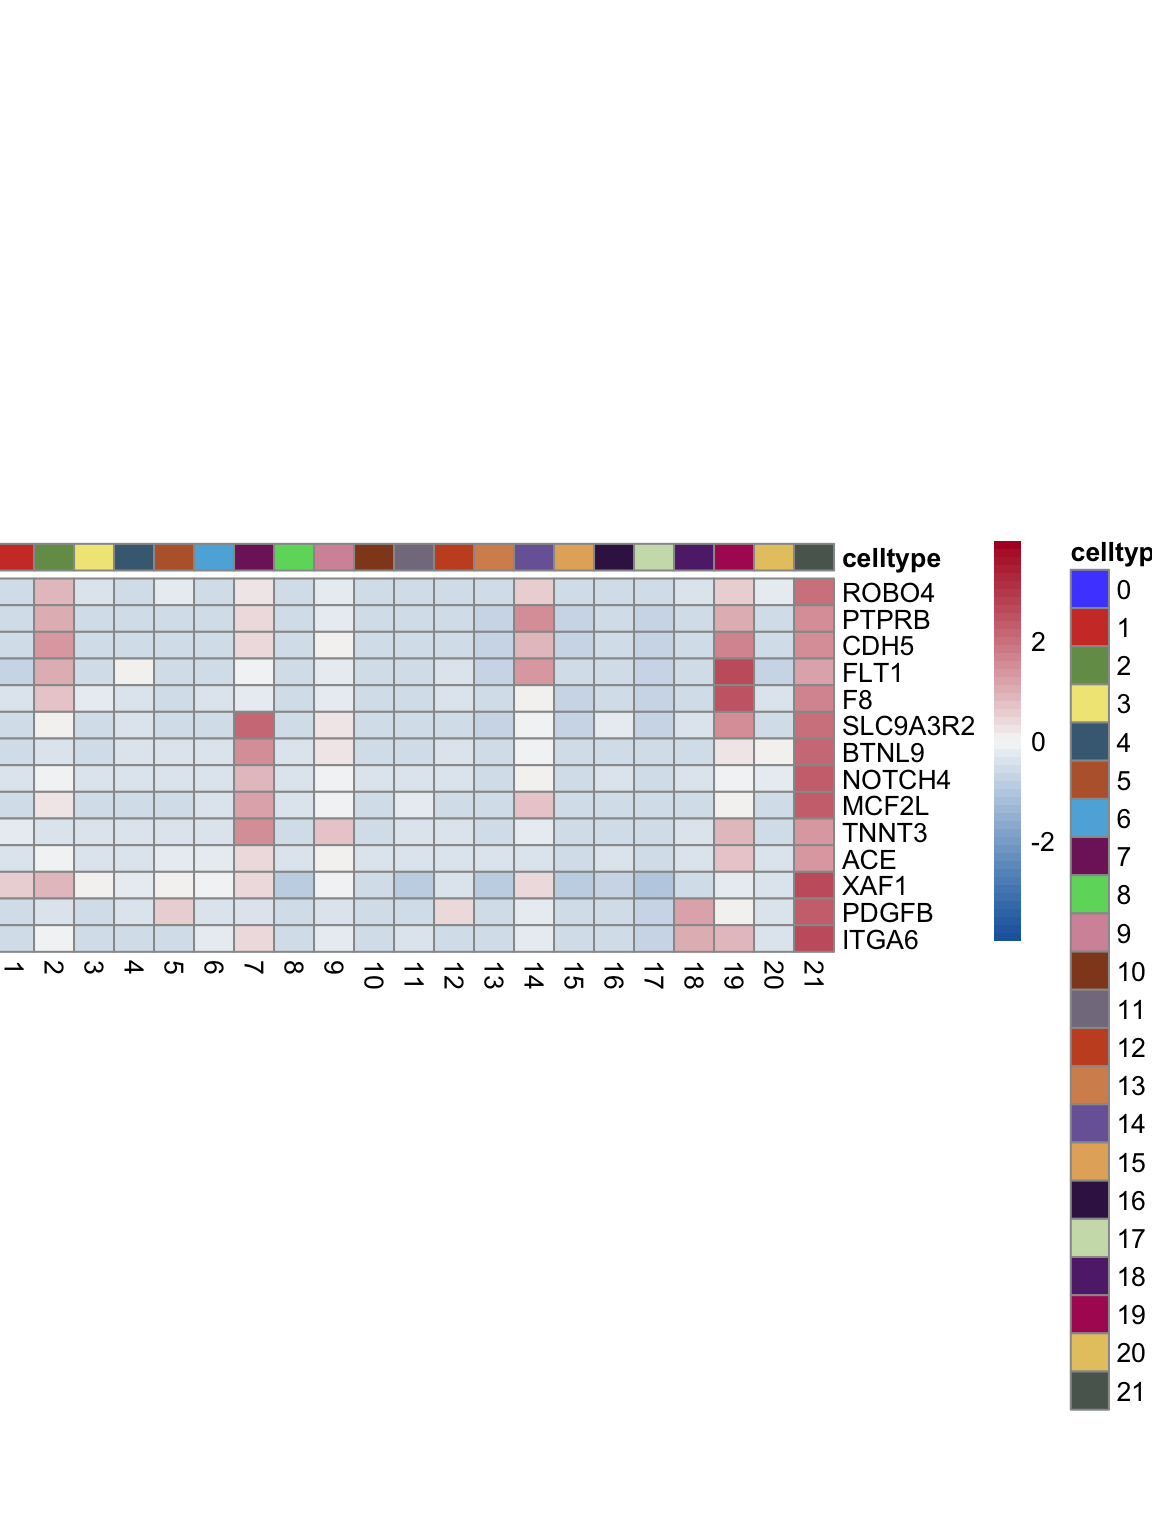 celltype
ROBO4
PTPRB
CDH5
FLT1
F8
SLC9A3R2
BTNL9
NOTCH4
MCF2L
TNNT3
ACE
XAF1
PDGFB
ITGA6
1 2 3 4 5 6 7 8 9 10 11 12 13 14 15 16 17 18 19 20 21
2
0
-2
celltyp
0
1
2
3
4
5
6
7
8
9
10
11
12
13
14
15
16
17
18
19
20
21